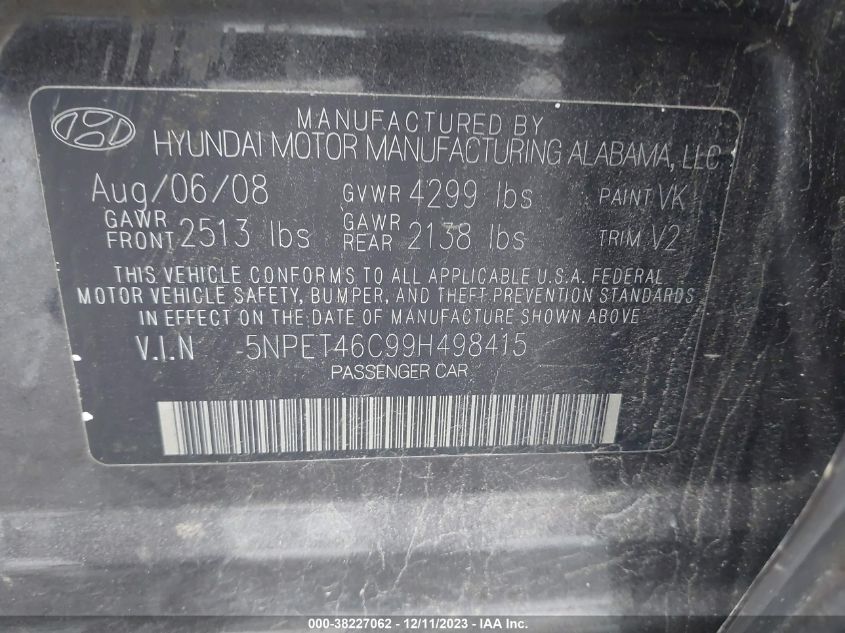 MANUFACTURED BY
HYUNDAI MOTOR MANUFACTURING ALABAMA, LLC
Aug/06/08 GVWR 4299 lbs PAINT VK
GAWR FRONT 2513 lbs GAWR REAR 2138 lbs TRIM V2
THIS VEHICLE CONFORMS TO ALL APPLICABLE U.S.A. FEDERAL
MOTOR VEHICLE SAFETY, BUMPER, AND THEFT PREVENTION STANDARDS
IN EFFECT ON THE DATE OF MANUFACTURE SHOWN ABOVE
V.I.N 5NPET46C99H498415
PASSENGER CAR
000-38227062 - 12/11/2023 - IAA Inc.